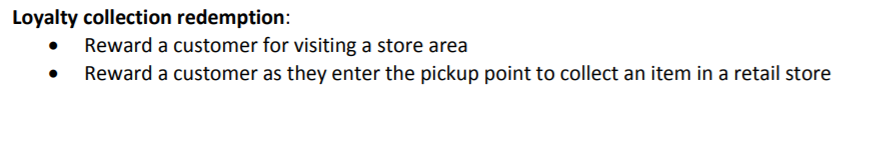 Loyalty collection redemption:
• Reward a customer for visiting a store area
• Reward a customer as they enter the pickup point to collect an item in a retail store